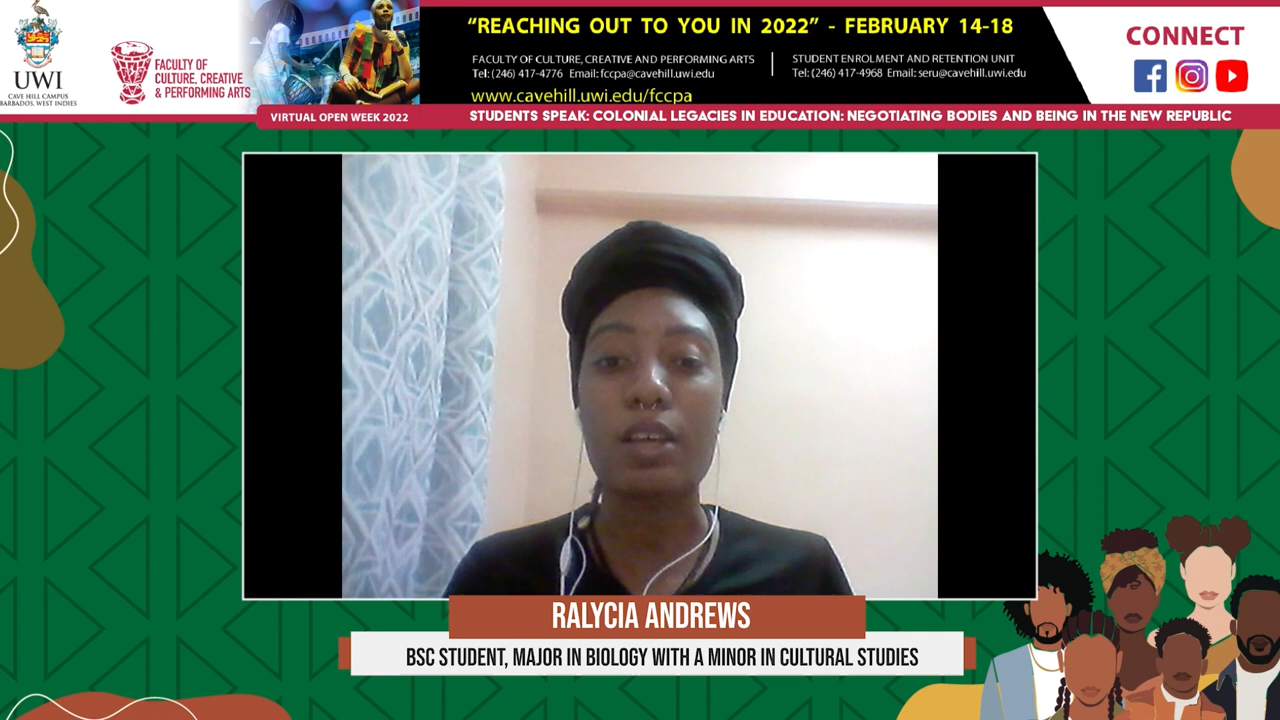 UWI
CAVE HILL CAMPUS
BARBADOS, WEST INDIES
FACULTY OF
CULTURE, CREATIVE
& PERFORMING ARTS
"REACHING OUT TO YOU IN 2022" - FEBRUARY 14-18
FACULTY OF CULTURE, CREATIVE AND PERFORMING ARTS
Tel: (246) 417-4776 Email: fccpa@cavehill.uwi.edu
STUDENT ENROLMENT AND RETENTION UNIT
Tel: (246) 417-4968 Email: seru@cavehill.uwi.edu
www.cavehill.uwi.edu/fccpa
CONNECT
VIRTUAL OPEN WEEK 2022
STUDENTS SPEAK: COLONIAL LEGACIES IN EDUCATION: NEGOTIATING BODIES AND BEING IN THE NEW REPUBLIC
RALYCIA ANDREWS
BSC STUDENT, MAJOR IN BIOLOGY WITH A MINOR IN CULTURAL STUDIES